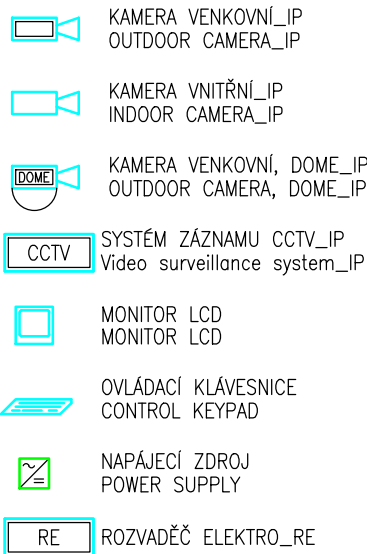 KAMERA VENKOVNÍ_IP
OUTDOOR CAMERA_IP
KAMERA VNITŘNÍ_IP
INDOOR CAMERA_IP
DOME
KAMERA VENKOVNÍ, DOME_IP
OUTDOOR CAMERA, DOME_IP
CCTV
SYSTÉM ZÁZNAMU CCTV_IP
Video surveillance system_IP
MONITOR LCD
MONITOR LCD
OVLÁDACÍ KLÁVESNICE
CONTROL KEYPAD
NAPÁJECÍ ZDROJ
POWER SUPPLY
RE ROZVADĚČ ELEKTRO_RE